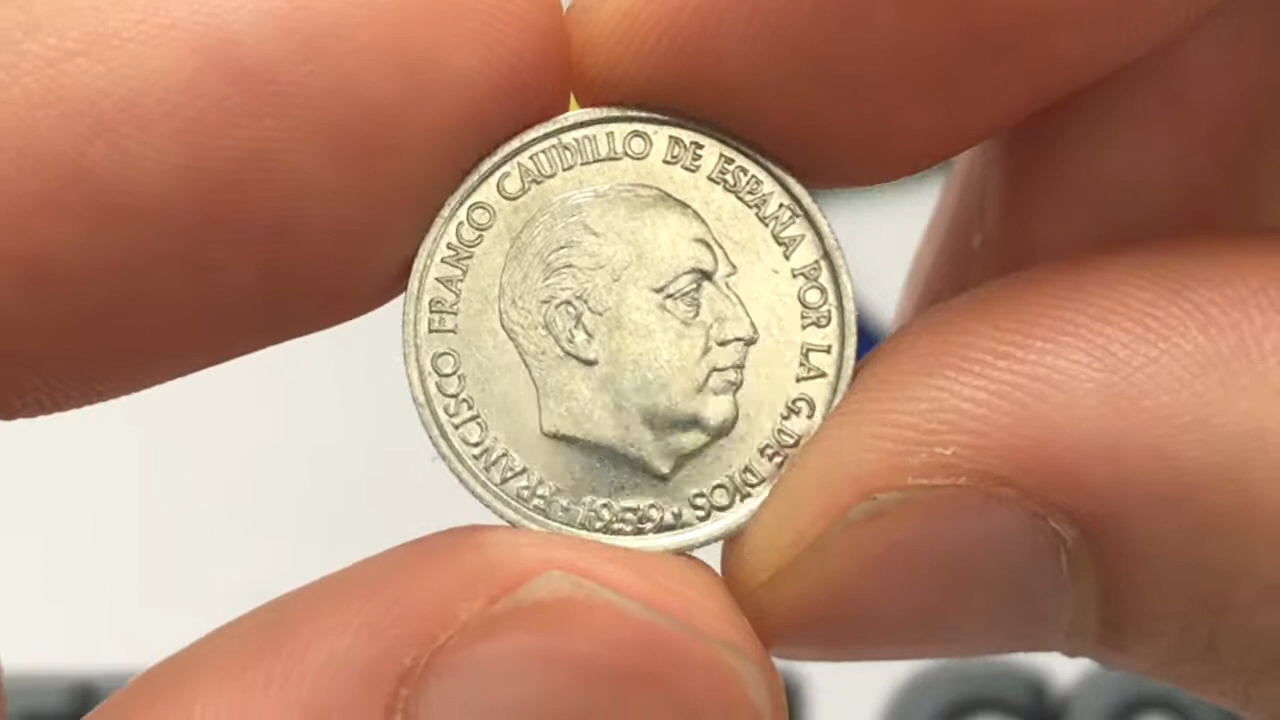 FRANCISCO FRANCO CAUDILLO DE ESPAÑA POR LA G. DE DIOS
· 1959 ·